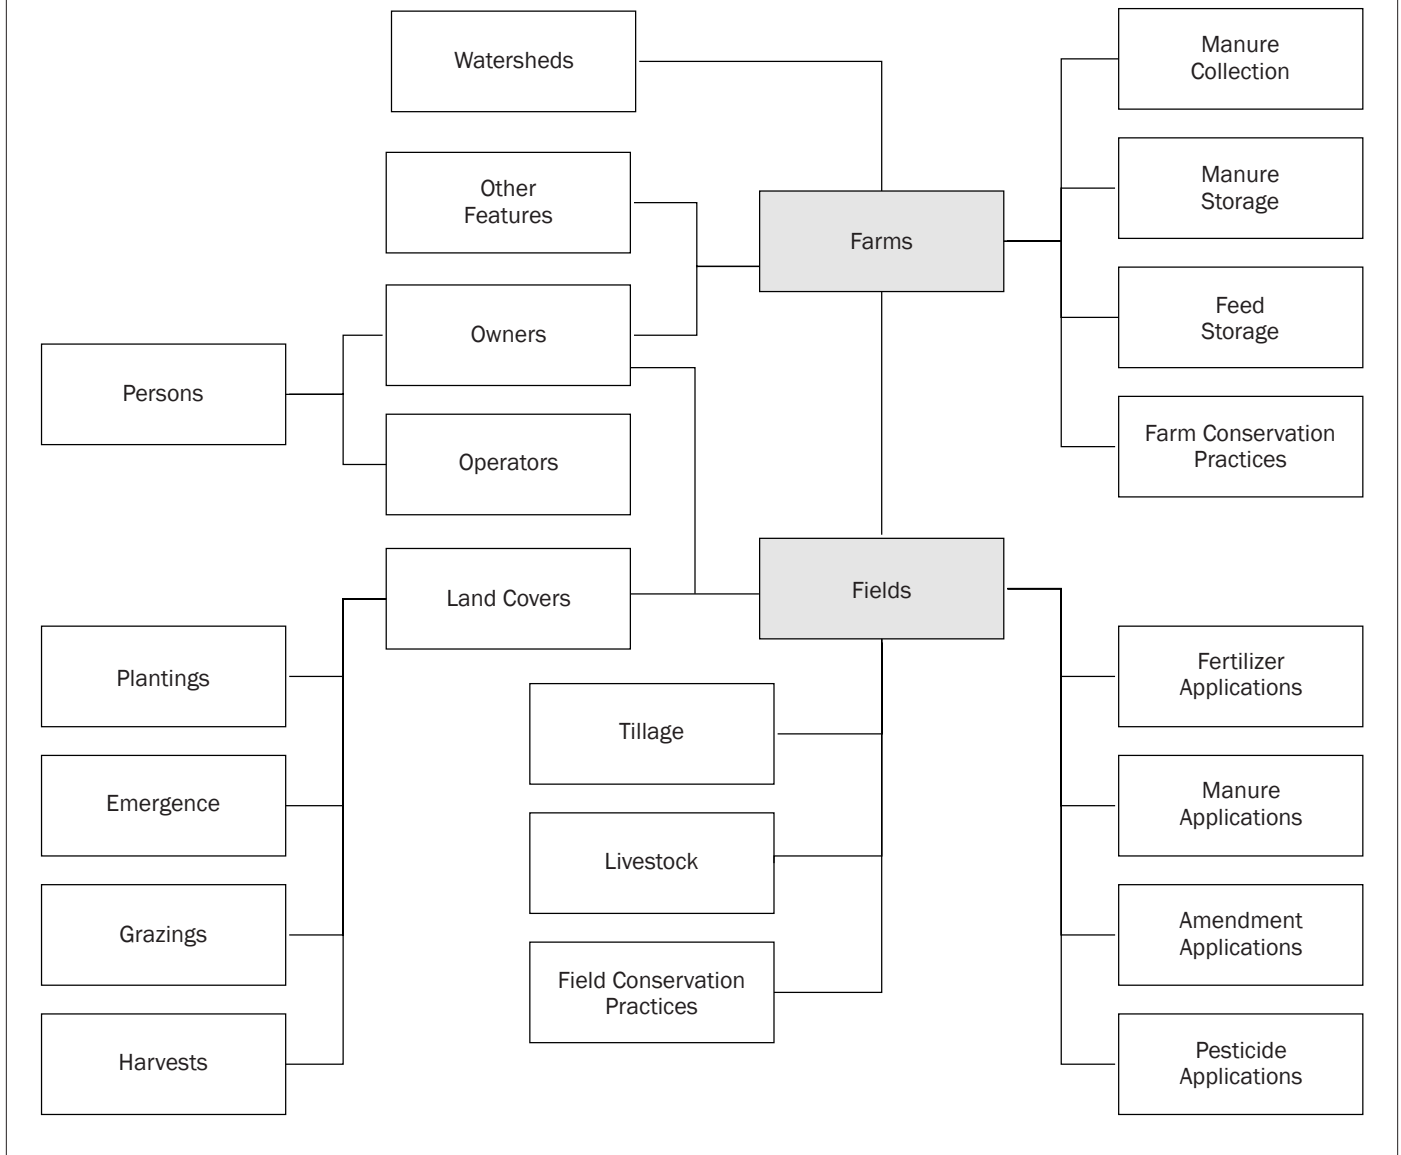 Watersheds
Manure
Collection
Other
Features
Manure
Storage
Farms
Owners
Feed
Storage
Persons
Operators
Farm Conservation
Practices
Land Covers
Fields
Plantings
Tillage
Fertilizer
Applications
Emergence
Livestock
Manure
Applications
Grazings
Field Conservation
Practices
Amendment
Applications
Harvests
Pesticide
Applications